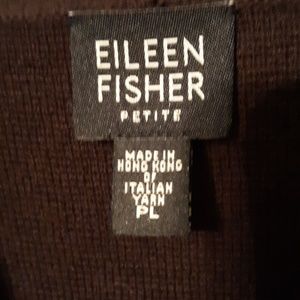 EILEEN
FISHER
PETITE
MADE IN
HONG KONG
OF
ITALIAN
YARN
PL